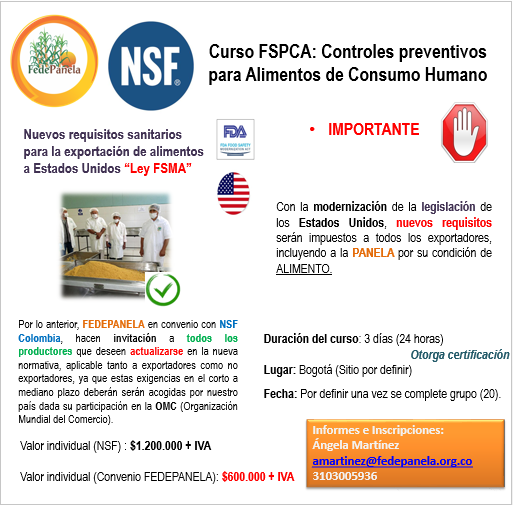 FedePanela
NSF
Curso FSPCA: Controles preventivos
para Alimentos de Consumo Humano
Nuevos requisitos sanitarios
para la exportación de alimentos
a Estados Unidos “Ley FSMA”
FDA
FDA FOOD SAFETY
MODERNIZATION ACT
• IMPORTANTE
Con la modernización de la legislación de
los Estados Unidos, nuevos requisitos
serán impuestos a todos los exportadores,
incluyendo a la PANELA por su condición de
ALIMENTO.
Por lo anterior, FEDEPANELA en convenio con NSF
Colombia, hacen invitación a todos los
productores que deseen actualizarse en la nueva
normativa, aplicable tanto a exportadores como no
exportadores, ya que estas exigencias en el corto a
mediano plazo deberán serán acogidas por nuestro
país dada su participación en la OMC (Organización
Mundial del Comercio).
Valor individual (NSF) : $1.200.000 + IVA
Valor individual (Convenio FEDEPANELA): $600.000 + IVA
Duración del curso: 3 días (24 horas)
Otorga certificación
Lugar: Bogotá (Sitio por definir)
Fecha: Por definir una vez se complete grupo (20).
Informes e Inscripciones:
Ángela Martínez
amartinez@fedepanela.org.co
3103005936